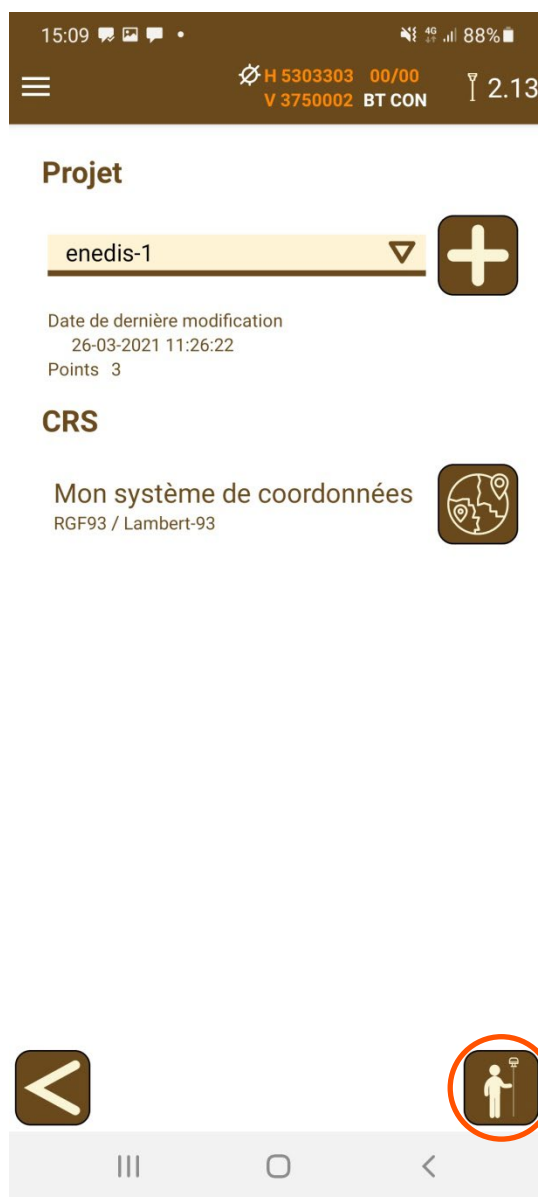 15:09
4G
88%
H 5303303 00/00
V 3750002 BT CON
2.13
Projet
enedis-1
Date de dernière modification
26-03-2021 11:26:22
Points 3
CRS
Mon système de coordonnées
RGF93 / Lambert-93